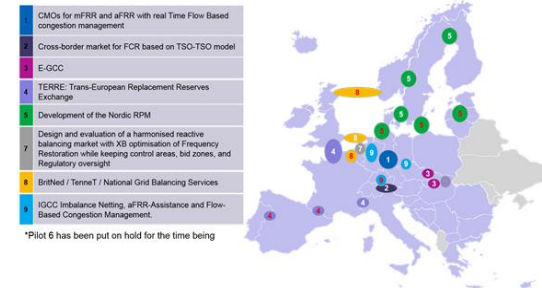 1 CMOs for mFRR and aFRR with real Time Flow Based
congestion management
2 Cross-border market for FCR based on TSO-TSO model
3 E-GCC
4 TERRE: Trans-European Replacement Reserves
Exchange
5 Development of the Nordic RPM
7 Design and evaluation of a harmonised reactive
balancing market with XB optimisation of Frequency
Restoration while keeping control areas, bid zones, and
Regulatory oversight
8 BritNed / TenneT / National Grid Balancing Services
9 IGCC Imbalance Netting, aFRR-Assistance and Flow-
Based Congestion Management.
*Pilot 6 has been put on hold for the time being
5
5
8
5
5
5
5
8
4
7
8
9
1
9
3
3
9
2
4
4
4